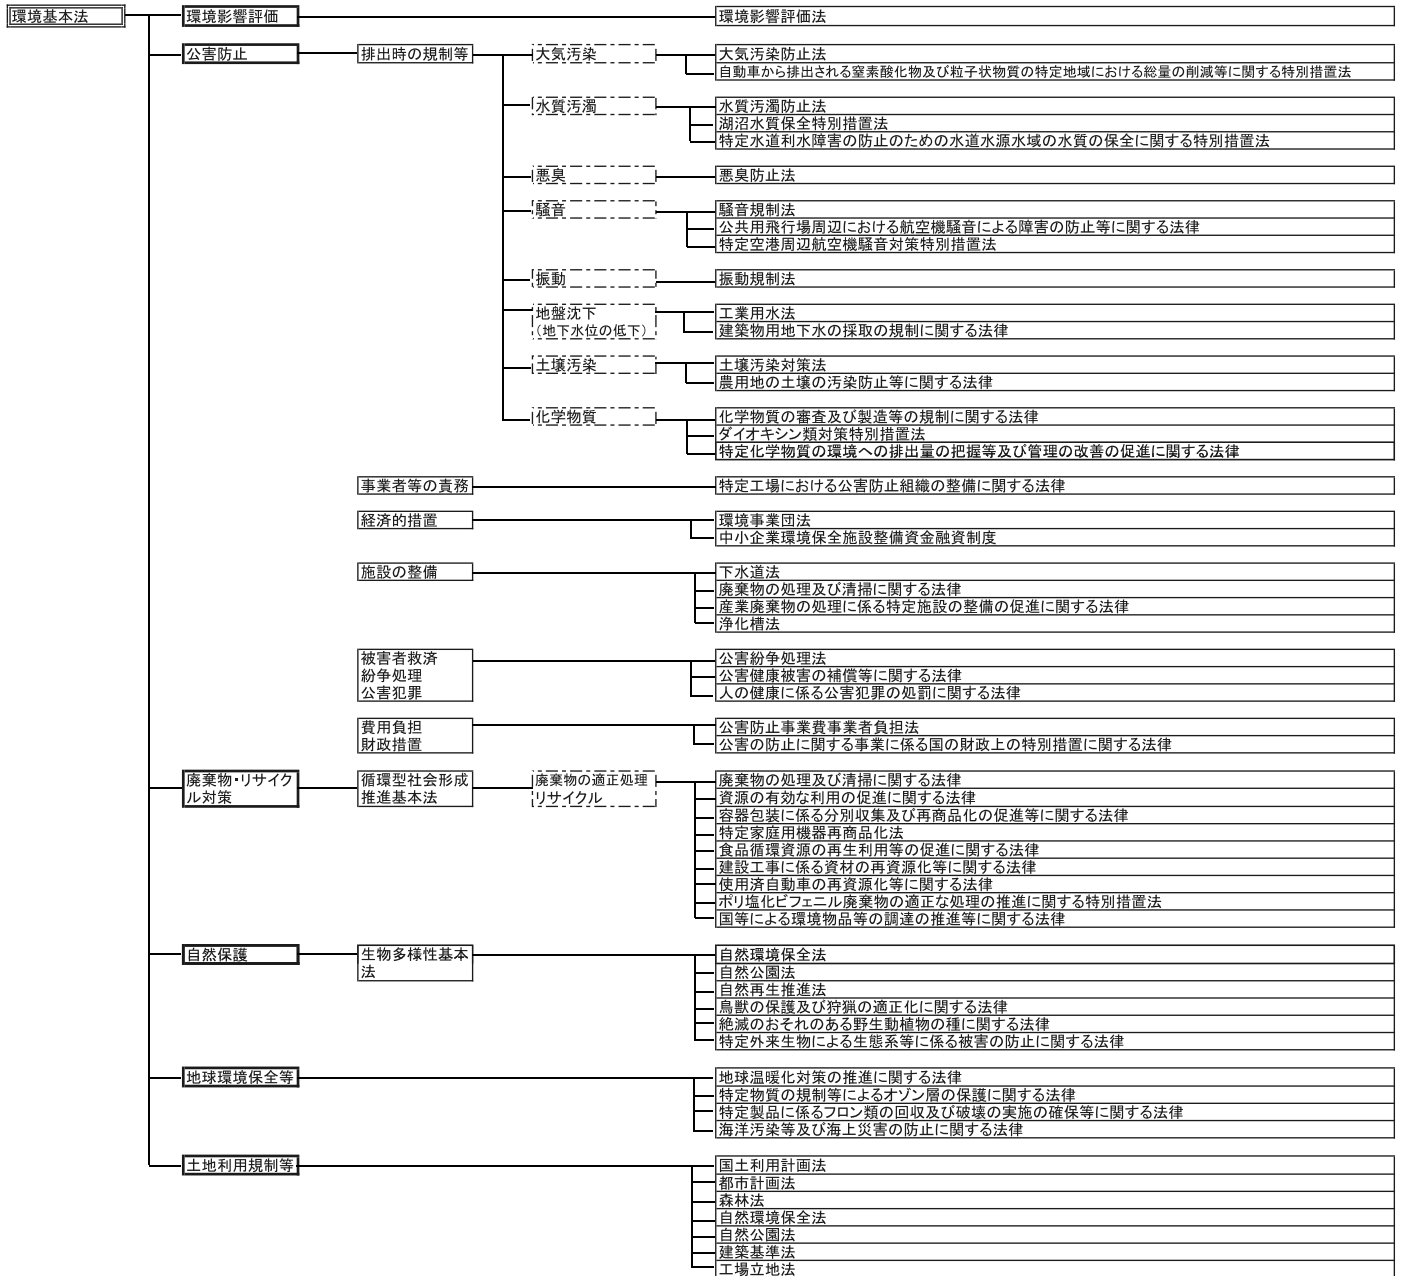 環境基本法
環境影響評価
環境影響評価法
公害防止
排出時の規制等
大気汚染
大気汚染防止法
自動車から排出される窒素酸化物及び粒子状物質の特定地域における総量の削減等に関する特別措置法
水質汚濁
水質汚濁防止法
湖沼水質保全特別措置法
特定水道利水障害の防止のための水道水源水域の水質の保全に関する特別措置法
悪臭
悪臭防止法
騒音
騒音規制法
公共用飛行場周辺における航空機騒音による障害の防止等に関する法律
特定空港周辺航空機騒音対策特別措置法
振動
振動規制法
地盤沈下
（地下水位の低下）
工業用水法
建築物用地下水の採取の規制に関する法律
土壌汚染
土壌汚染対策法
農用地の土壌の汚染防止等に関する法律
化学物質
化学物質の審査及び製造等の規制に関する法律
ダイオキシン類対策特別措置法
特定化学物質の環境への排出量の把握等及び管理の改善の促進に関する法律
事業者等の責務
特定工場における公害防止組織の整備に関する法律
経済的措置
環境事業団法
中小企業環境保全施設整備資金融資制度
施設の整備
下水道法
廃棄物の処理及び清掃に関する法律
産業廃棄物の処理に係る特定施設の整備の促進に関する法律
浄化槽法
被害者救済
紛争処理
公害犯罪
公害紛争処理法
公害健康被害の補償等に関する法律
人の健康に係る公害犯罪の処罰に関する法律
費用負担
財政措置
公害防止事業費事業者負担法
公害の防止に関する事業に係る国の財政上の特別措置に関する法律
廃棄物・リサイク
ル対策
循環型社会形成
推進基本法
廃棄物の適正処理
リサイクル
廃棄物の処理及び清掃に関する法律
資源の有効な利用の促進に関する法律
容器包装に係る分別収集及び再商品化の促進等に関する法律
特定家庭用機器再商品化法
食品循環資源の再生利用等の促進に関する法律
建設工事に係る資材の再資源化等に関する法律
使用済自動車の再資源化等に関する法律
ポリ塩化ビフェニル廃棄物の適正な処理の推進に関する特別措置法
国等による環境物品等の調達の推進等に関する法律
自然保護
生物多様性基本
法
自然環境保全法
自然公園法
自然再生推進法
鳥獣の保護及び狩猟の適正化に関する法律
絶滅のおそれのある野生動植物の種に関する法律
特定外来生物による生態系等に係る被害の防止に関する法律
地球環境保全等
地球温暖化対策の推進に関する法律
特定物質の規制等によるオゾン層の保護に関する法律
特定製品に係るフロン類の回収及び破壊の実施の確保等に関する法律
海洋汚染等及び海上災害の防止に関する法律
土地利用規制等
国土利用計画法
都市計画法
森林法
自然環境保全法
自然公園法
建築基準法
工場立地法